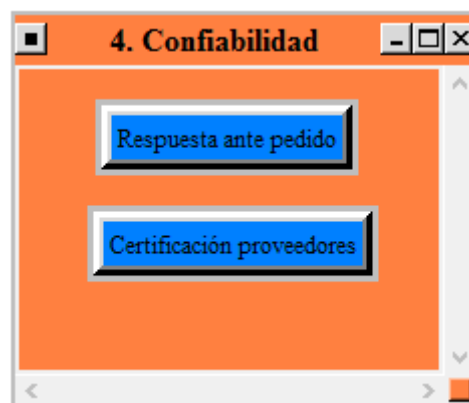 4. Confiabilidad
Respuesta ante pedido
Certificación proveedores